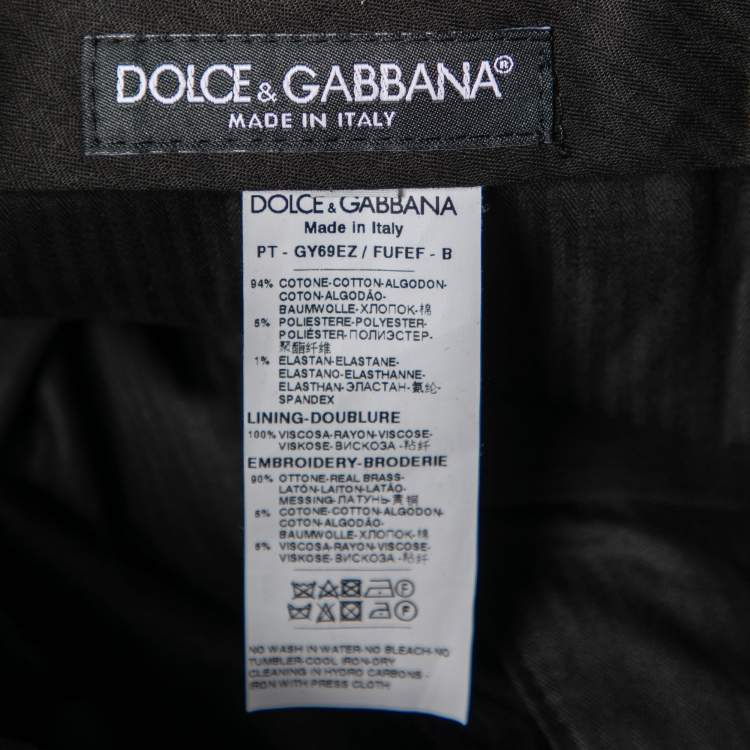 DOLCE & GABBANA®
MADE IN ITALY
DOLCE & GABBANA
Made in Italy
PT - GY69EZ / FUFEF - B
94% COTONE-COTTON-ALGODON-
COTON-ALGODÃO-
BAUMWOLLE-ХЛОПОК-棉
5% POLIESTERE-POLYESTER-
POLIÉSTER-ПОЛИЭСТЕР-
聚酯纤维
1% ELASTAN-ELASTANE-
ELASTANO-ELASTHANNE-
ELASTHAN-ЭЛАСТАН-氨纶-
SPANDEX
LINING-DOUBLURE
100% VISCOSA-RAYON-VISCOSE-
VISKOSE-ВИСКОЗА-粘纤
EMBROIDERY-BRODERIE
90% OTTONE-REAL BRASS-
LATÓN-LAITON-LATÃO-
MESSING-ЛАТУНЬ-黄铜
5% COTONE-COTTON-ALGODON-
COTON-ALGODÃO-
BAUMWOLLE-ХЛОПОК-棉
5% VISCOSA-RAYON-VISCOSE-
VISKOSE-ВИСКОЗА-粘纤
NO WASH IN WATER-NO BLEACH-NO
TUMBLER-COOL IRON-DRY
CLEANING IN HYDRO CARBONS -
IRON WITH PRESS CLOTH